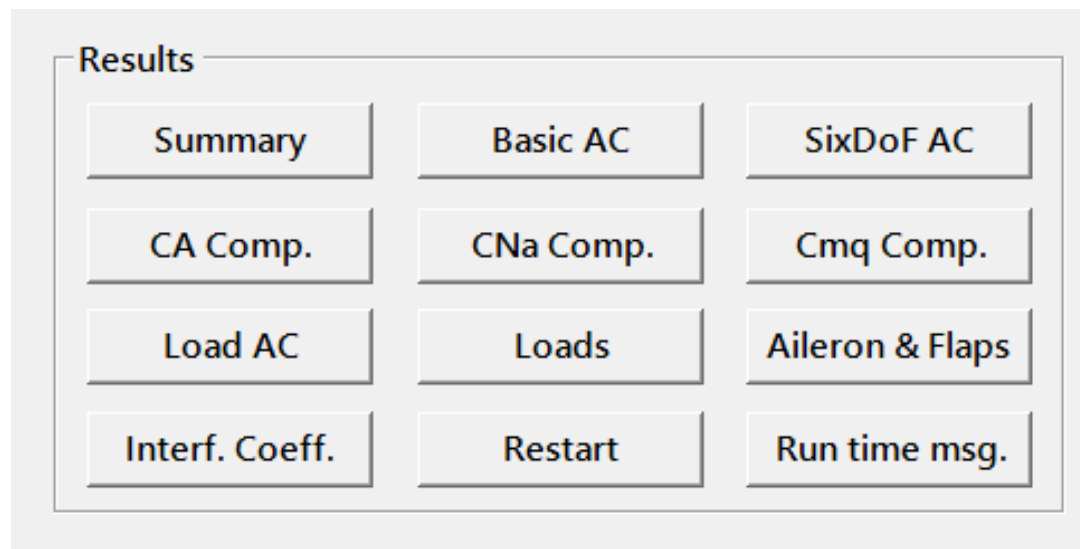 Results
Summary Basic AC SixDoF AC
CA Comp. CNa Comp. Cmq Comp.
Load AC Loads Aileron & Flaps
Interf. Coeff. Restart Run time msg.